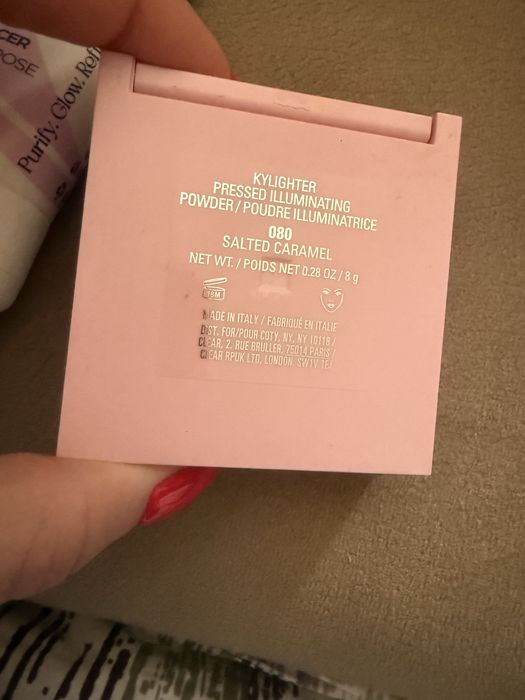 CER
POSE
Purify. Glow.
KYLIGHTER
PRESSED ILLUMINATING
POWDER / POUDRE ILLUMINATRICE
080
SALTED CARAMEL
NET WT. / POIDS NET 0.28 OZ / 8 g
18M
MADE IN ITALY / FABRIQUÉ EN ITALIE
DIST. FOR/POUR COTY, NY, NY 10118 /
CLEAR, 2, RUE BRULLER, 75014 PARIS /
CLEAR RPUK LTD, LONDON, SW1V 1EJ